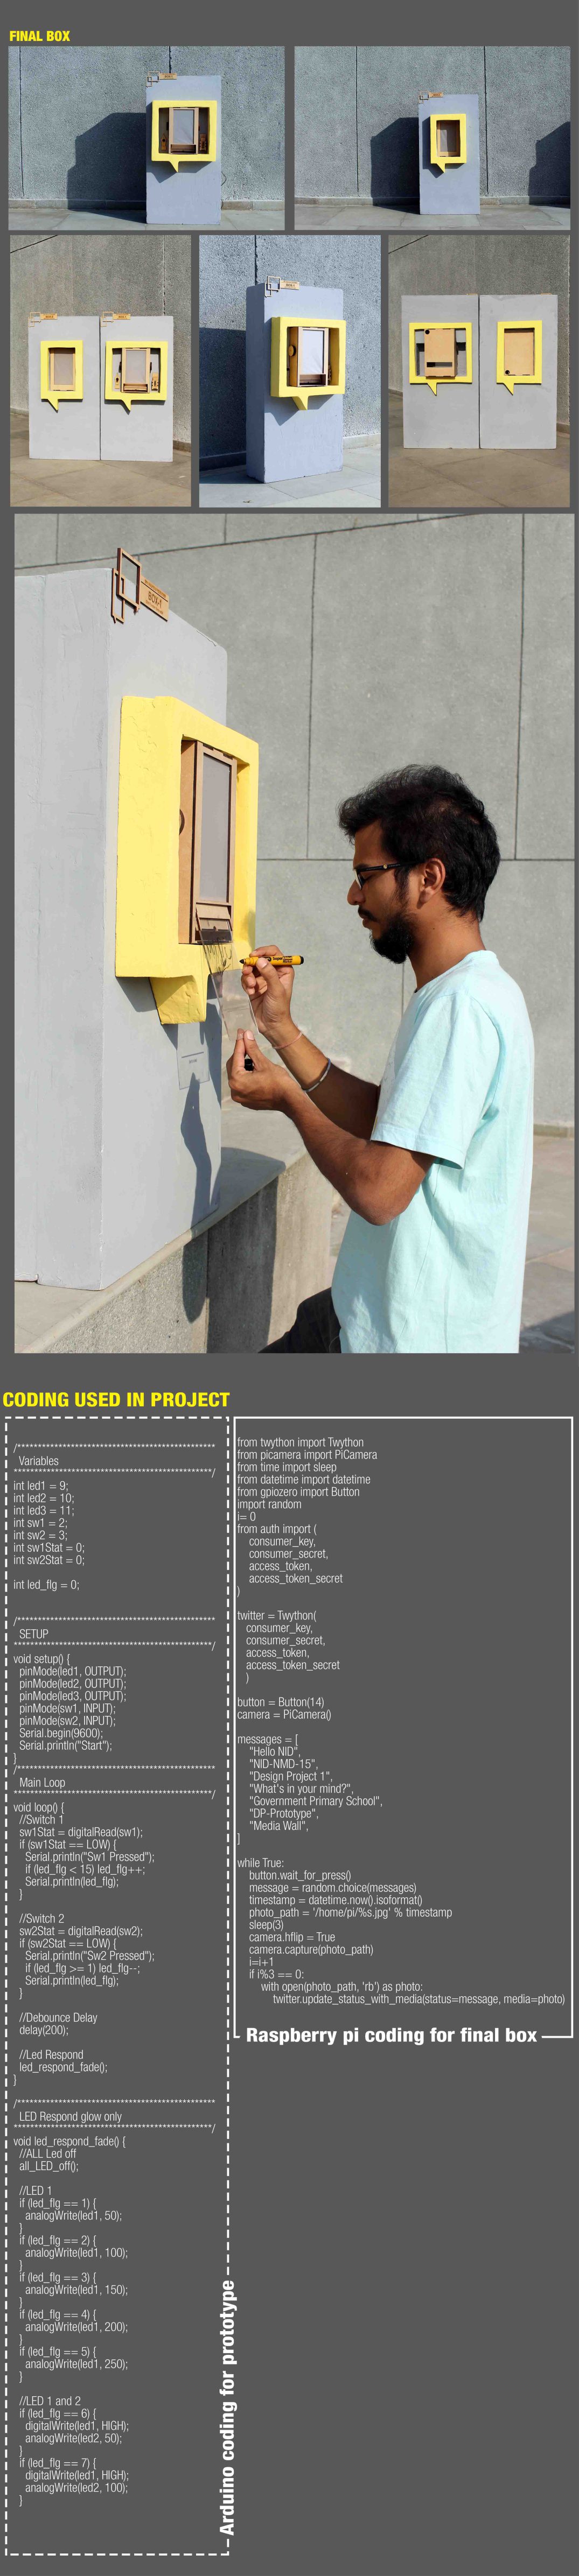 FINAL BOX
BOX-1
CODING USED IN PROJECT
/************************************************
Variables
************************************************/
int led1 = 9;
int led2 = 10;
int led3 = 11;
int sw1 = 2;
int sw2 = 3;
int sw1Stat = 0;
int sw2Stat = 0;
int led_flg = 0;
/************************************************
SETUP
************************************************/
void setup() {
pinMode(led1, OUTPUT);
pinMode(led2, OUTPUT);
pinMode(led3, OUTPUT);
pinMode(sw1, INPUT);
pinMode(sw2, INPUT);
Serial.begin(9600);
Serial.println("Start");
}
/************************************************
Main Loop
************************************************/
void loop() {
//Switch 1
sw1Stat = digitalRead(sw1);
if (sw1Stat == LOW) {
Serial.println("Sw1 Pressed");
if (led_flg < 15) led_flg++;
Serial.println(led_flg);
}
//Switch 2
sw2Stat = digitalRead(sw2);
if (sw2Stat == LOW) {
Serial.println("Sw2 Pressed");
if (led_flg >= 1) led_flg--;
Serial.println(led_flg);
}
//Debounce Delay
delay(200);
//Led Respond
led_respond_fade();
}
/************************************************
LED Respond glow only
************************************************/
void led_respond_fade() {
//ALL Led off
all_LED_off();
//LED 1
if (led_flg == 1) {
analogWrite(led1, 50);
}
if (led_flg == 2) {
analogWrite(led1, 100);
}
if (led_flg == 3) {
analogWrite(led1, 150);
}
if (led_flg == 4) {
analogWrite(led1, 200);
}
if (led_flg == 5) {
analogWrite(led1, 250);
}
//LED 1 and 2
if (led_flg == 6) {
digitalWrite(led1, HIGH);
analogWrite(led2, 50);
}
if (led_flg == 7) {
digitalWrite(led1, HIGH);
analogWrite(led2, 100);
}
Arduino coding for prototype
from twython import Twython
from picamera import PiCamera
from time import sleep
from datetime import datetime
from gpiozero import Button
import random
i= 0
from auth import (
consumer_key,
consumer_secret,
access_token,
access_token_secret
)
twitter = Twython(
consumer_key,
consumer_secret,
access_token,
access_token_secret
)
button = Button(14)
camera = PiCamera()
messages = [
"Hello NID",
"NID-NMD-15",
"Design Project 1",
"What's in your mind?",
"Government Primary School",
"DP-Prototype",
"Media Wall",
]
while True:
button.wait_for_press()
message = random.choice(messages)
timestamp = datetime.now().isoformat()
photo_path = '/home/pi/%s.jpg' % timestamp
sleep(3)
camera.hflip = True
camera.capture(photo_path)
i=i+1
if i%3 == 0:
with open(photo_path, 'rb') as photo:
twitter.update_status_with_media(status=message, media=photo)
Raspberry pi coding for final box